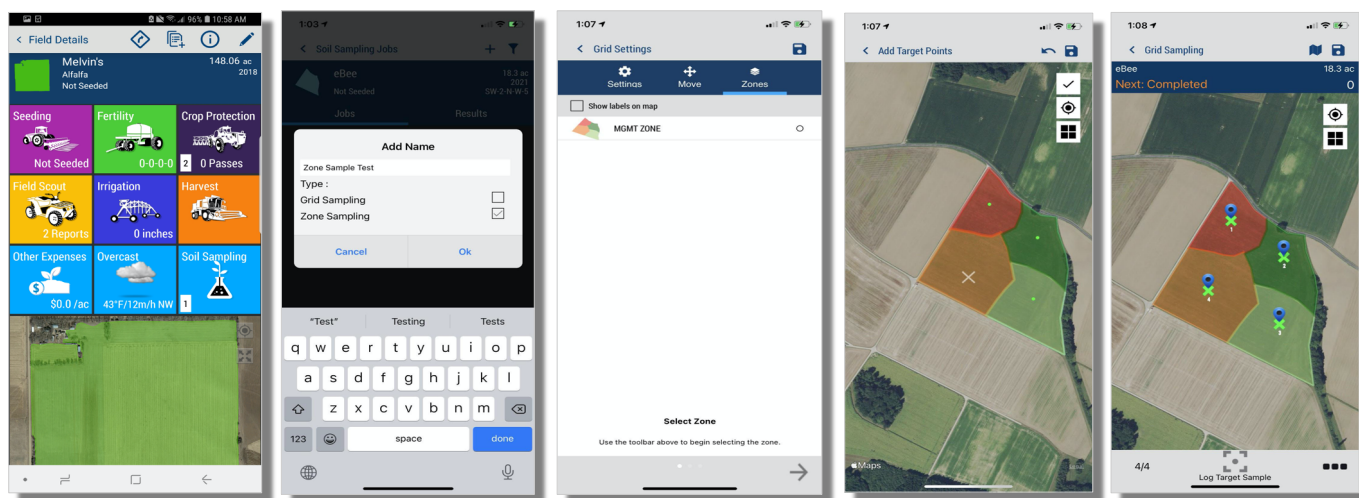 96% 10:58 AM
< Field Details
Melvin's
148.06 ac
Alfalfa
2018
Not Seeded
Seeding
Fertility
Crop Protection
Not Seeded
0-0-0-0
2 0 Passes
Field Scout
Irrigation
Harvest
2 Reports
0 inches
Other Expenses
Overcast
Soil Sampling
$
$0.0 /ac
43°F/12m/h NW
1
1:03
< Soil Sampling Jobs
eBee
18.3 ac
2021
Not Seeded
SW-2-N-W-5
Jobs
Results
Add Name
Zone Sample Test
Type :
Grid Sampling
Zone Sampling
Cancel
Ok
"Test"
Testing
Tests
q w e r t y u i o p
a s d f g h j k l
z x c v b n m
123
space
done
1:07
< Grid Settings
Settings
Move
Zones
Show labels on map
MGMT ZONE
Select Zone
Use the toolbar above to begin selecting the zone.
1:07
< Add Target Points
Maps
1:08
< Grid Sampling
eBee
18.3 ac
Next: Completed
0
1
2
4
3
4/4
Log Target Sample